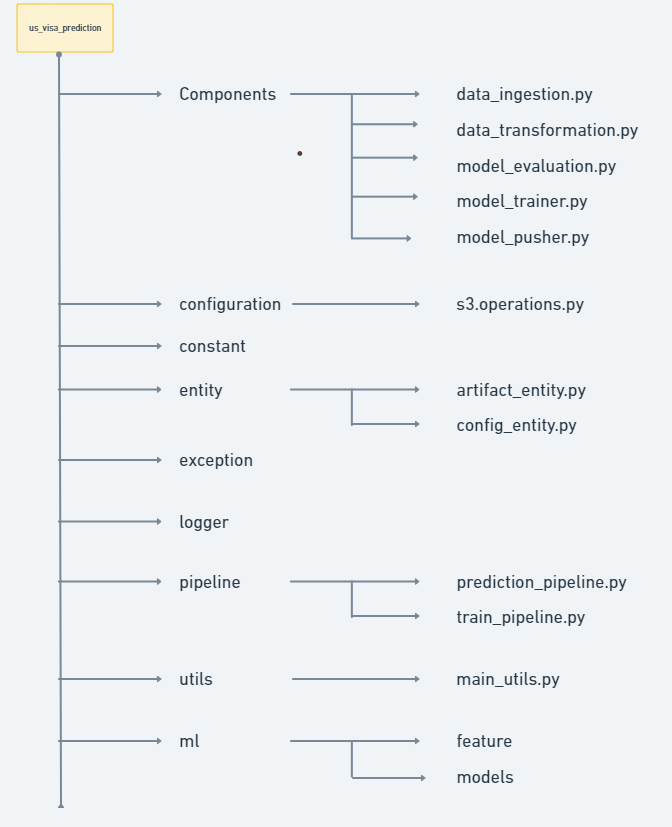 us_visa_prediction
Components
data_ingestion.py
data_transformation.py
model_evaluation.py
model_trainer.py
model_pusher.py
configuration
s3.operations.py
constant
entity
artifact_entity.py
config_entity.py
exception
logger
pipeline
prediction_pipeline.py
train_pipeline.py
utils
main_utils.py
ml
feature
models